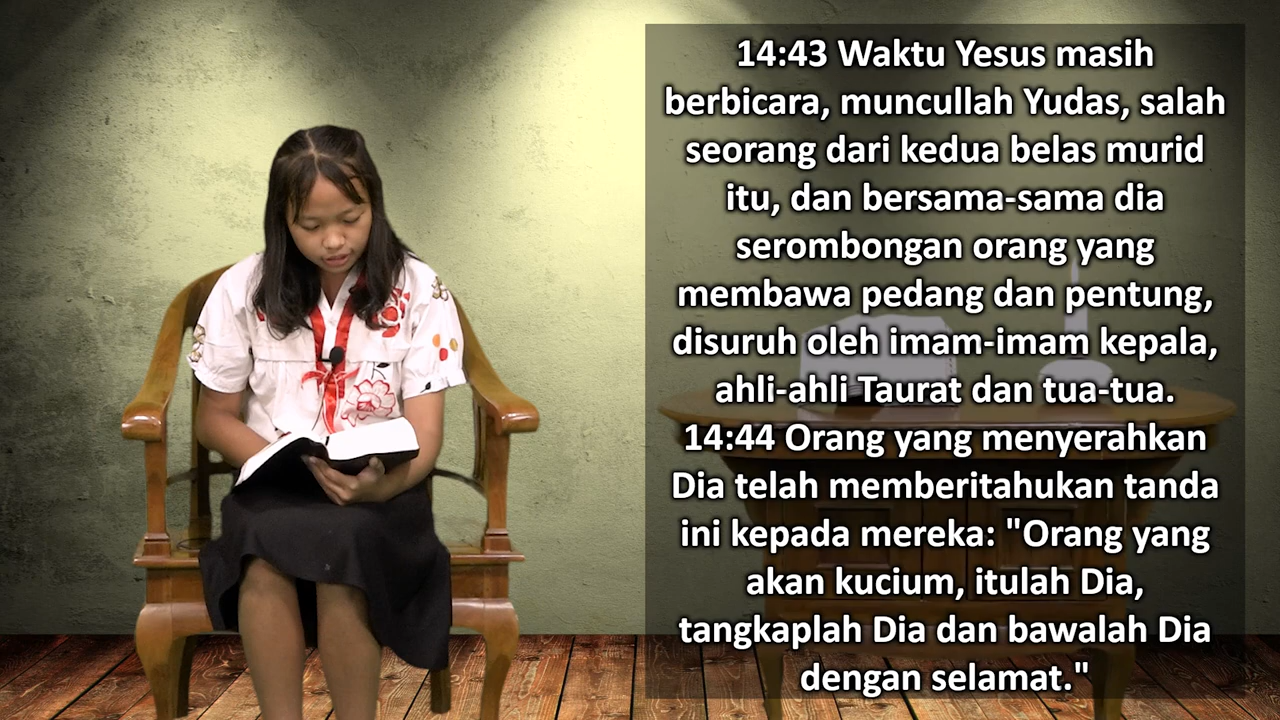 14:43 Waktu Yesus masih
berbicara, muncullah Yudas, salah
seorang dari kedua belas murid
itu, dan bersama-sama dia
serombongan orang yang
membawa pedang dan pentung,
disuruh oleh imam-imam kepala,
ahli-ahli Taurat dan tua-tua.
14:44 Orang yang menyerahkan
Dia telah memberitahukan tanda
ini kepada mereka: "Orang yang
akan kucium, itulah Dia,
tangkaplah Dia dan bawalah Dia
dengan selamat."